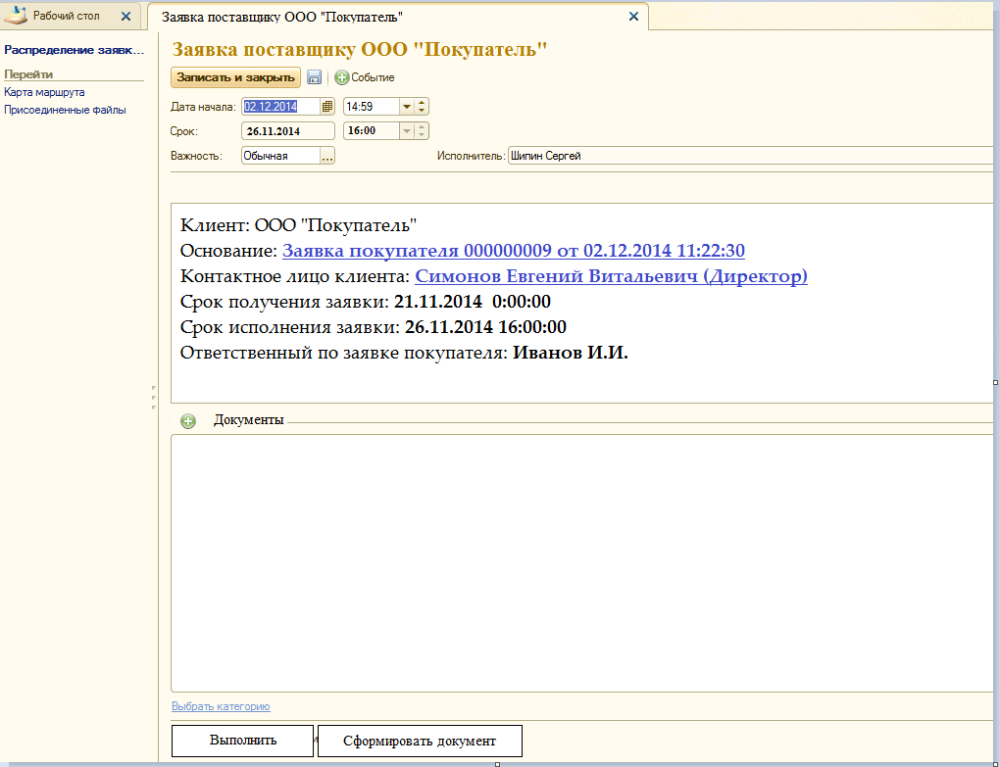 Рабочий стол
Заявка поставщику ООО "Покупатель"
Распределение заявк...
Перейти
Карта маршрута
Присоединенные файлы
Заявка поставщику ООО "Покупатель"
Записать и закрыть Событие
Дата начала: 02.12.2014 14:59
Срок: 26.11.2014 16:00
Важность: Обычная ... Исполнитель: Шипин Сергей
Клиент: ООО "Покупатель"
Основание: Заявка покупателя 000000009 от 02.12.2014 11:22:30
Контактное лицо клиента: Симонов Евгений Витальевич (Директор)
Срок получения заявки: 21.11.2014 0:00:00
Срок исполнения заявки: 26.11.2014 16:00:00
Ответственный по заявке покупателя: Иванов И.И.
Документы
Выбрать категорию
Выполнить Сформировать документ